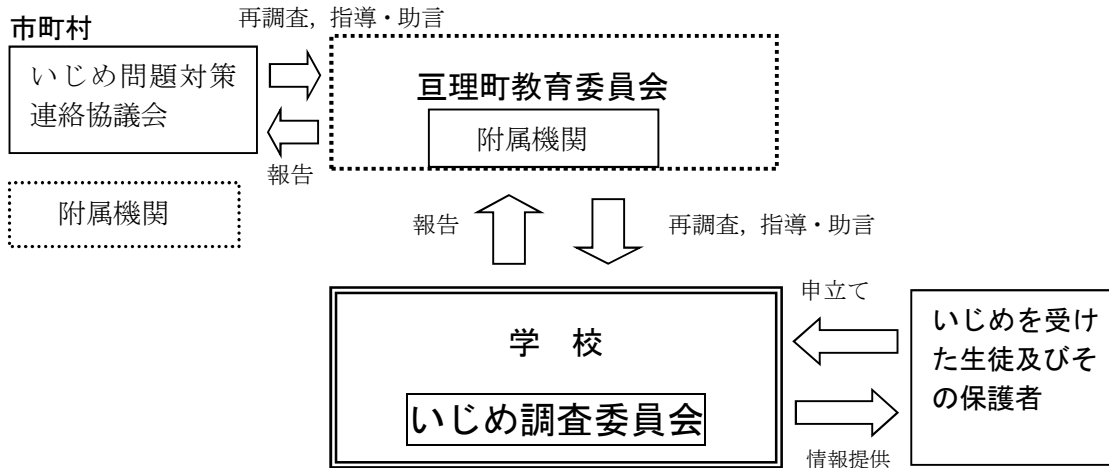 再調査，指導・助言
市町村
いじめ問題対策
連絡協議会
亘理町教育委員会
附属機関
報告
附属機関
報告
再調査，指導・助言
申立て
学　校
いじめ調査委員会
いじめを受け
た生徒及びそ
の保護者
情報提供